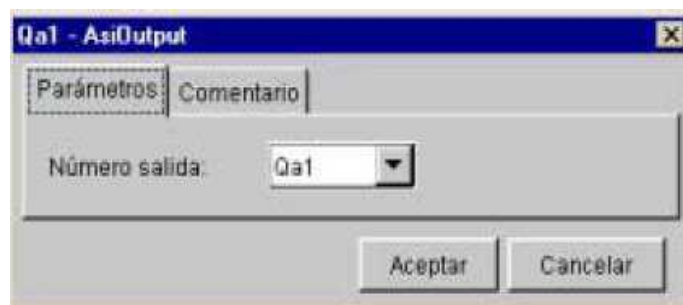 Qa1 - AsiOutput
Parámetros Comentario
Número salida: Qa1
Aceptar Cancelar